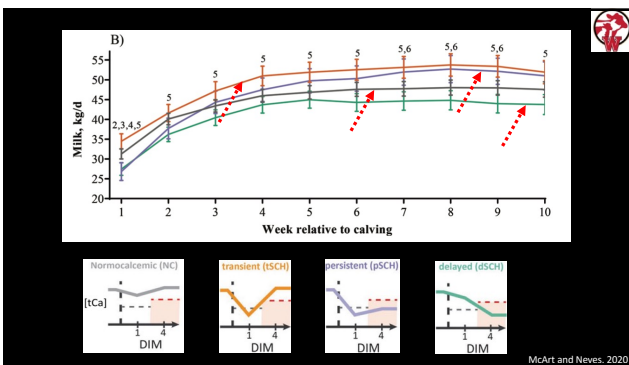 B)
5
5
5
5
5,6
5,6
5,6
5
5
2,3,4,5
Milk, kg/d
55
50
45
40
35
30
25
20
1
2
3
4
5
6
7
8
9
10
Week relative to calving
Normocalcemic (NC)
transient (tSCH)
persistent (pSCH)
delayed (dSCH)
[tCa]
1
4
DIM
1
4
DIM
1
4
DIM
1
4
DIM
McArt and Neves. 2020
W